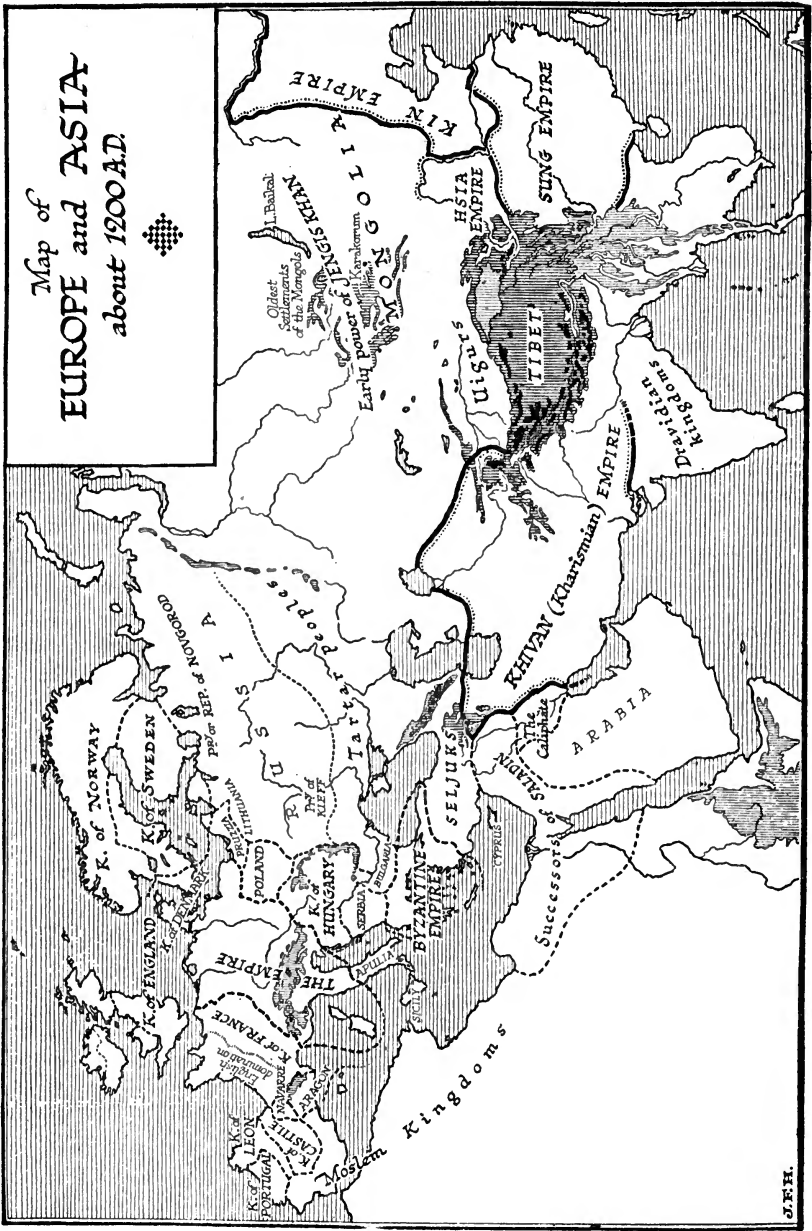 Map of
EUROPE and ASIA
about 1200 A.D.
K. of NORWAY
K. of SWEDEN
K. of DENMARK
K. of ENGLAND
PRy or REP. of NOVGOROD
RUSSIA
Tartar Peoples
PRUSSIA
LITHUANIA
POLAND
Pry of
KIEFF
K. of
HUNGARY
SERBIA
BULGARIA
THE EMPIRE
K. of FRANCE
English
domination
NAVARRE
ARAGON
K. of
LEON
K. of
CASTILE
K. of
PORTUGAL
Moslem Kingdoms
APULIA
SICILY
BYZANTINE
EMPIRE
SELJUKS
CYPRUS
Successors of SALADIN
The
Caliphate
ARABIA
KHIVAN (Kharismian) EMPIRE
Oldest
Settlements
of the Mongols
L. Baikal
Early power of JENGIS KHAN
Karakorum
MONGOLIA
Uigurs
TIBET
HSIA
EMPIRE
KIN EMPIRE
SUNG EMPIRE
Dravidian
Kingdoms
J.F.H.